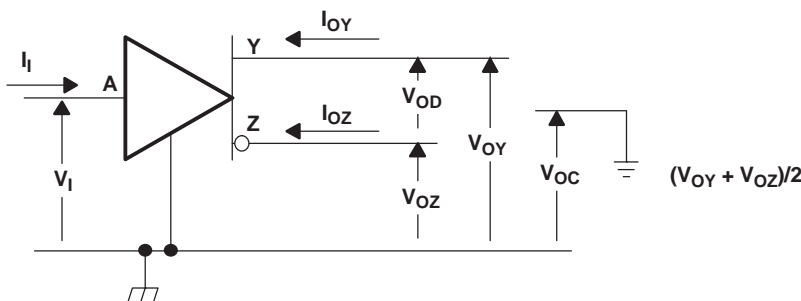 I_OY
I_I
A
Y
V_OD
I_OZ
Z
V_OY
V_I
V_OZ
V_OC
(V_OY + V_OZ)/2